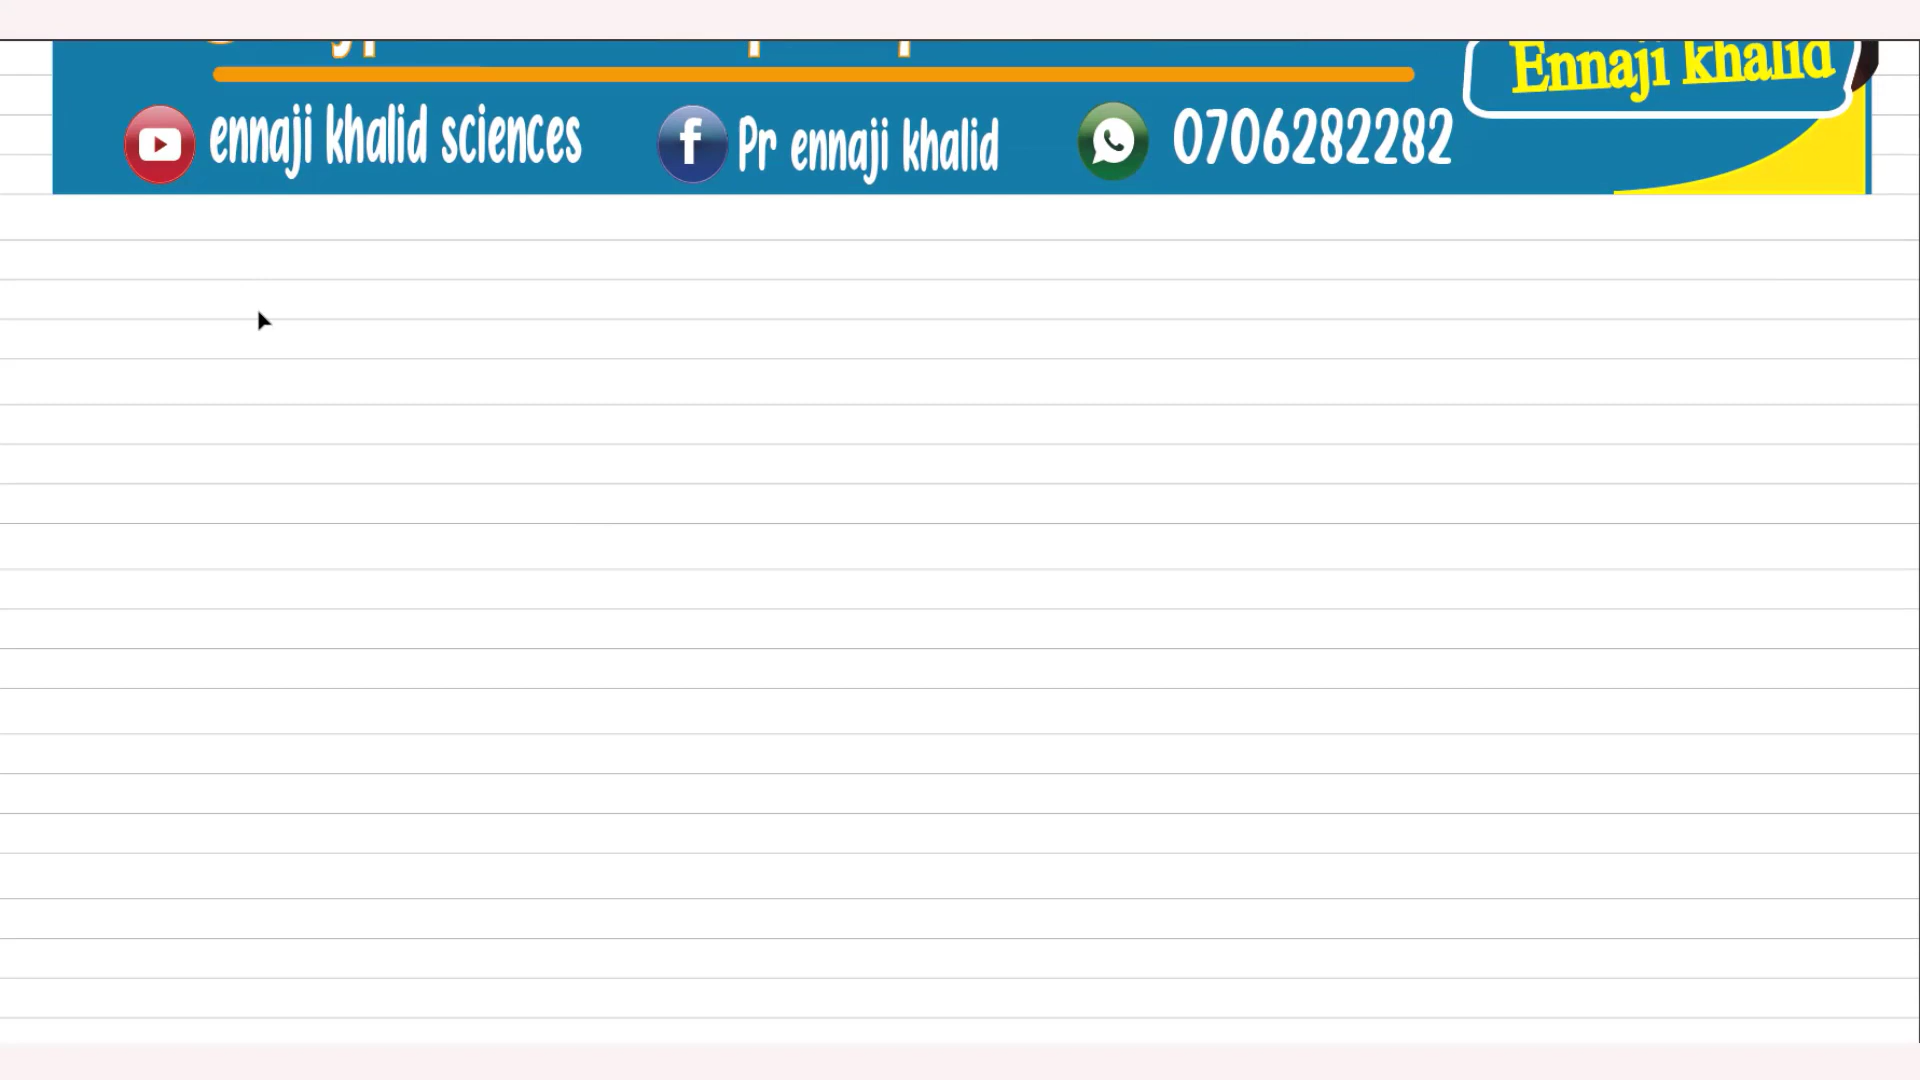 Ennaji khalid
ennaji khalid sciences
Pr ennaji khalid
0706282282